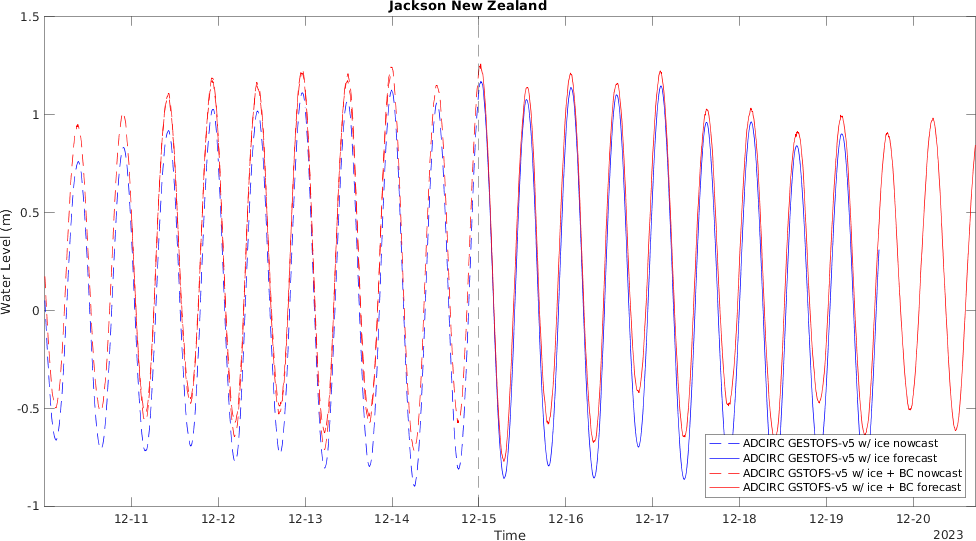 Jackson New Zealand
1.5
1
0.5
0
-0.5
-1
Water Level (m)
12-11 12-12 12-13 12-14 12-15 12-16 12-17 12-18 12-19 12-20
Time
2023
ADCIRC GESTOFS-v5 w/ ice nowcast
ADCIRC GESTOFS-v5 w/ ice forecast
ADCIRC GSTOFS-v5 w/ ice + BC nowcast
ADCIRC GSTOFS-v5 w/ ice + BC forecast